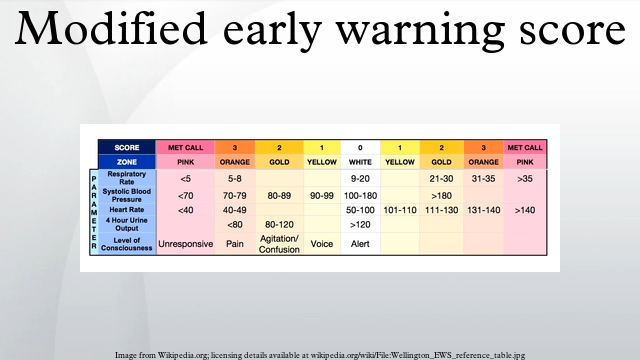 Modified early warning score
SCORE MET CALL 3 2 1 0 1 2 3 MET CALL
ZONE PINK ORANGE GOLD YELLOW WHITE YELLOW GOLD ORANGE PINK
PARAMETER
Respiratory Rate <5 5-8 9-20 21-30 31-35 >35
Systolic Blood Pressure <70 70-79 80-89 90-99 100-180 >180
Heart Rate <40 40-49 50-100 101-110 111-130 131-140 >140
4 Hour Urine Output <80 80-120 >120
Level of Consciousness Unresponsive Pain Agitation/ Confusion Voice Alert
Image from Wikipedia.org; licensing details available at wikipedia.org/wiki/File:Wellington_EWS_reference_table.jpg